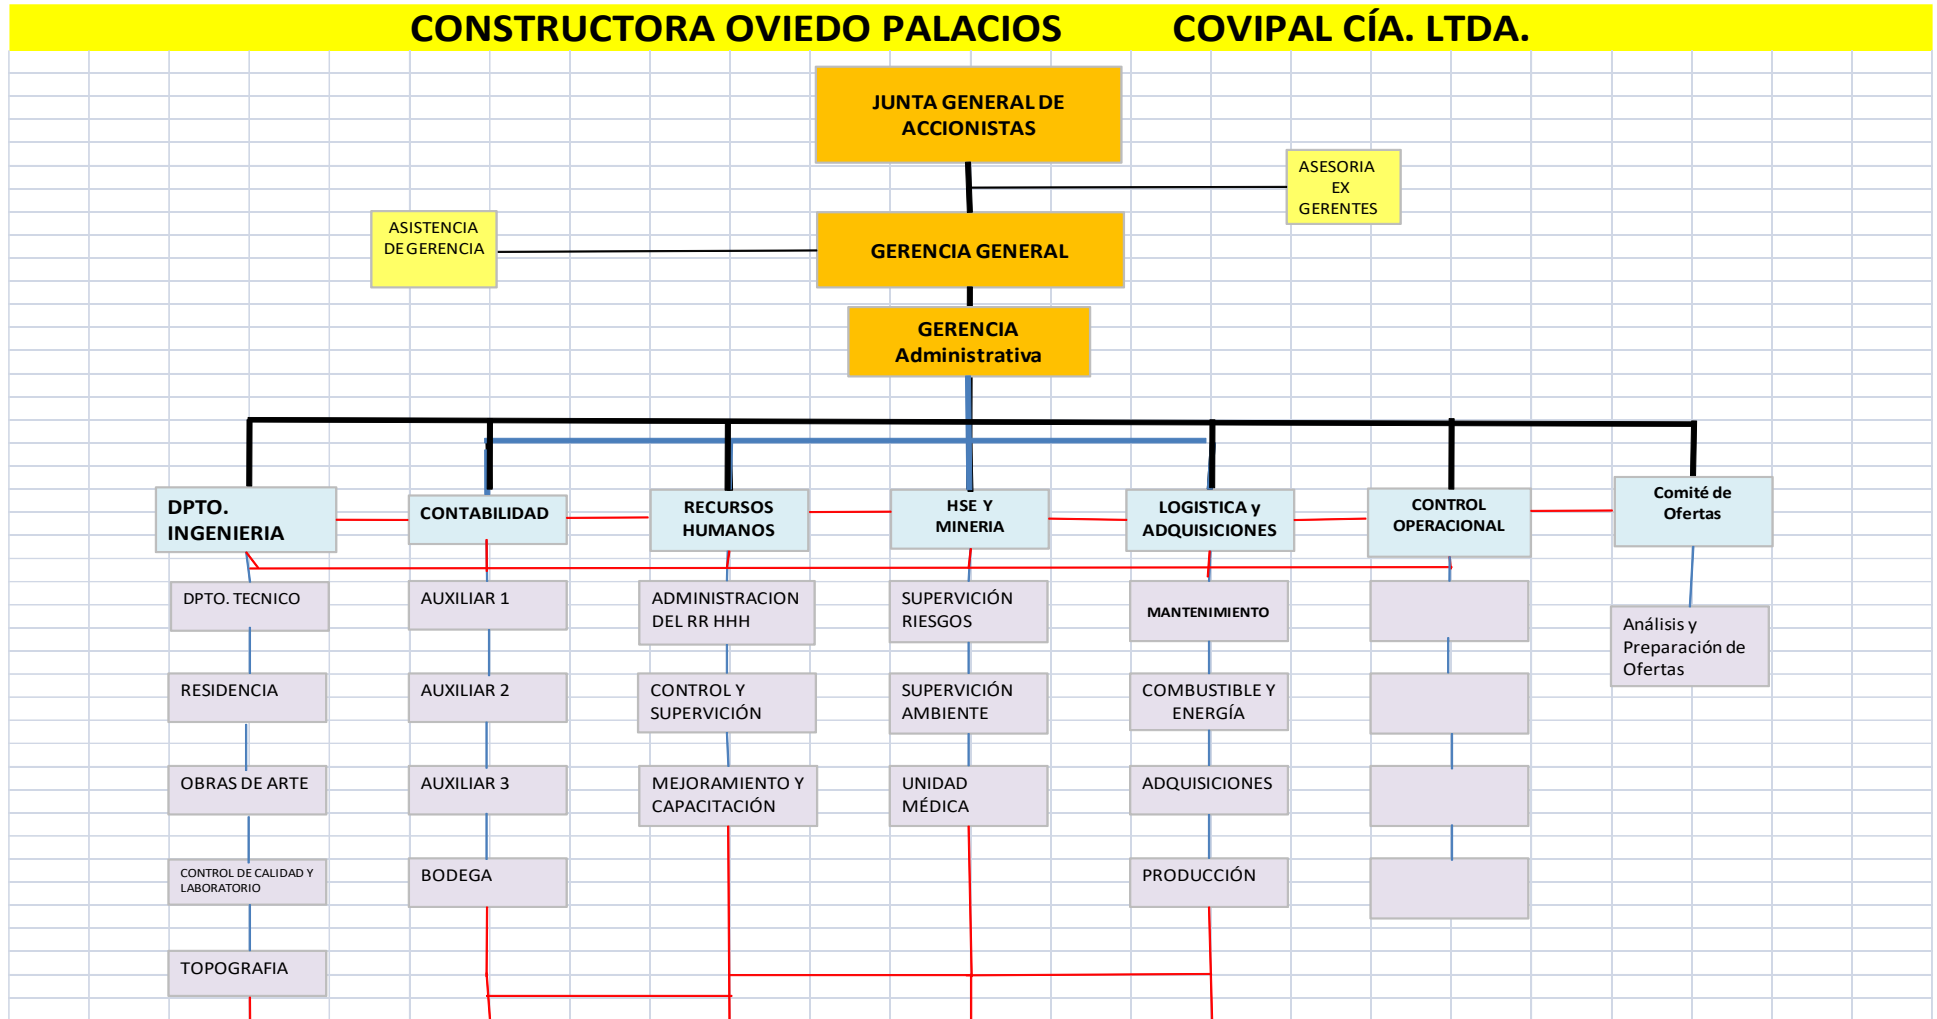 CONSTRUCTORA OVIEDO PALACIOS COVIPAL CÍA. LTDA.
JUNTA GENERAL DE
ACCIONISTAS
ASESORIA
EX
GERENTES
ASISTENCIA
DE GERENCIA
GERENCIA GENERAL
GERENCIA
Administrativa
DPTO.
INGENIERIA
CONTABILIDAD
RECURSOS
HUMANOS
HSE Y
MINERIA
LOGISTICA y
ADQUISICIONES
CONTROL
OPERACIONAL
Comité de
Ofertas
DPTO. TECNICO
AUXILIAR 1
ADMINISTRACION
DEL RR HHH
SUPERVICIÓN
RIESGOS
MANTENIMIENTO
Análisis y
Preparación de
Ofertas
RESIDENCIA
AUXILIAR 2
CONTROL Y
SUPERVICIÓN
SUPERVICIÓN
AMBIENTE
COMBUSTIBLE Y
ENERGÍA
OBRAS DE ARTE
AUXILIAR 3
MEJORAMIENTO Y
CAPACITACIÓN
UNIDAD
MÉDICA
ADQUISICIONES
CONTROL DE CALIDAD Y
LABORATORIO
BODEGA
PRODUCCIÓN
TOPOGRAFIA